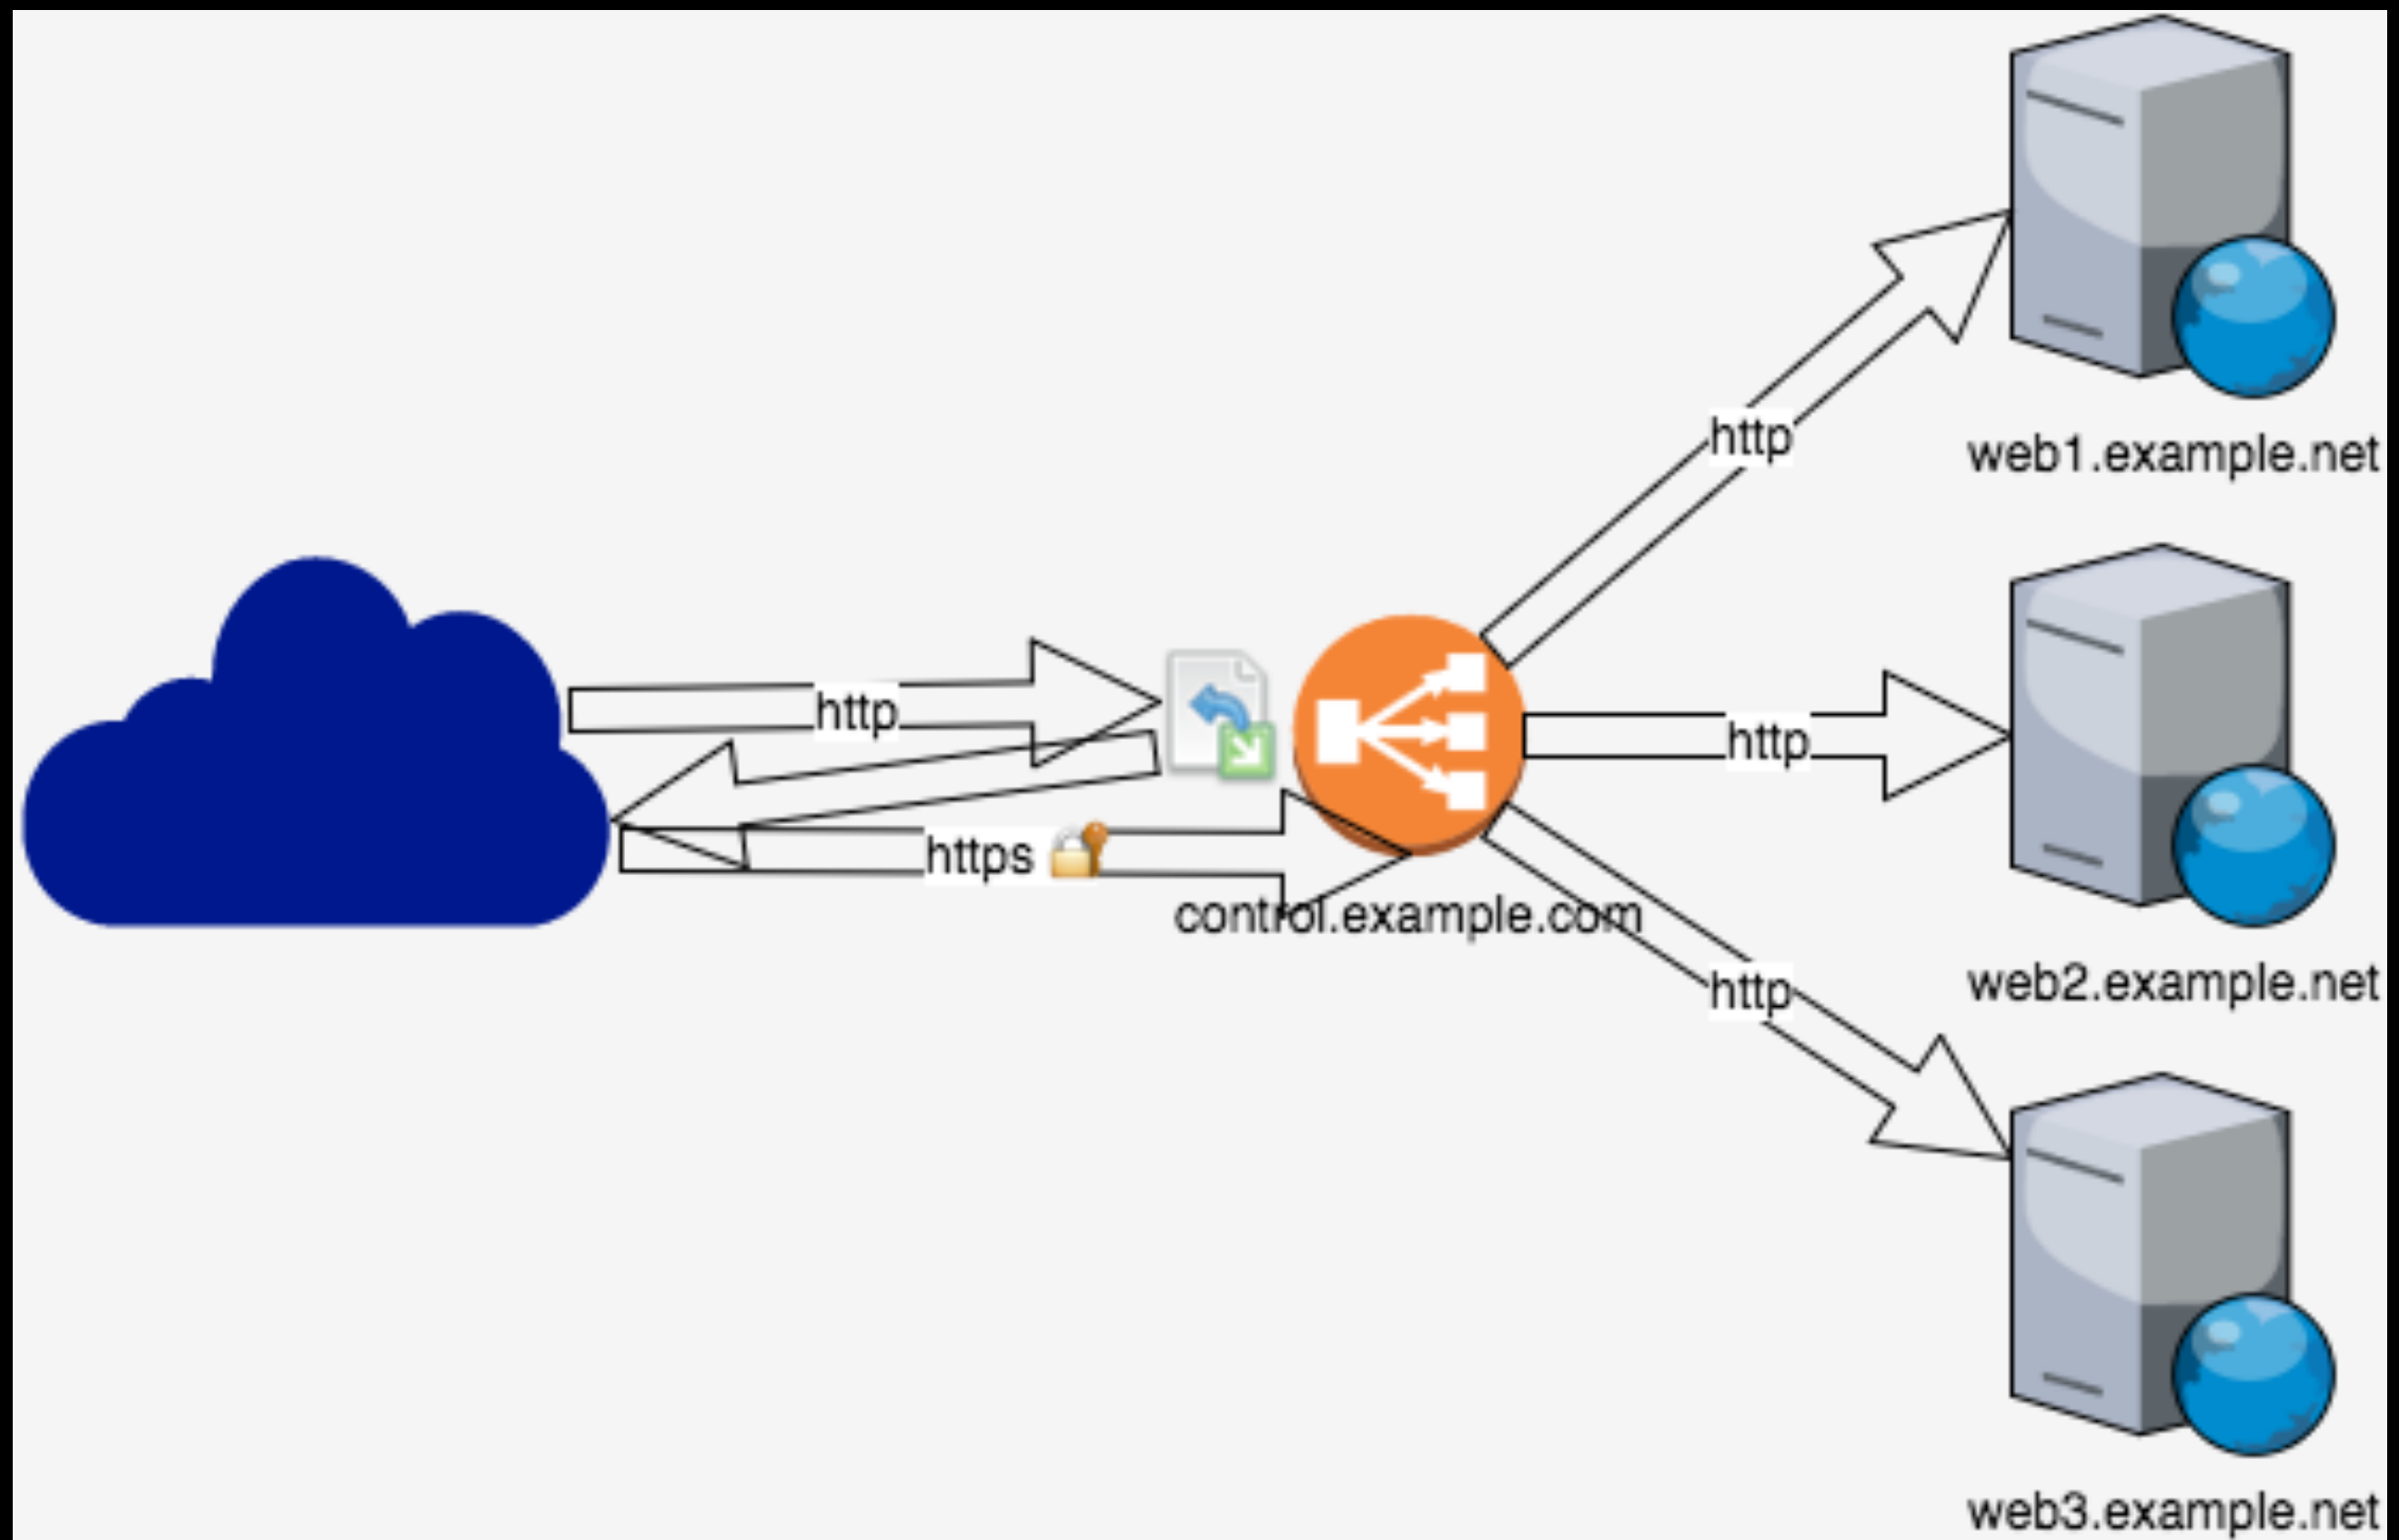 http
web1.example.net
http
http
https
control.example.com
web2.example.net
http
web3.example.net